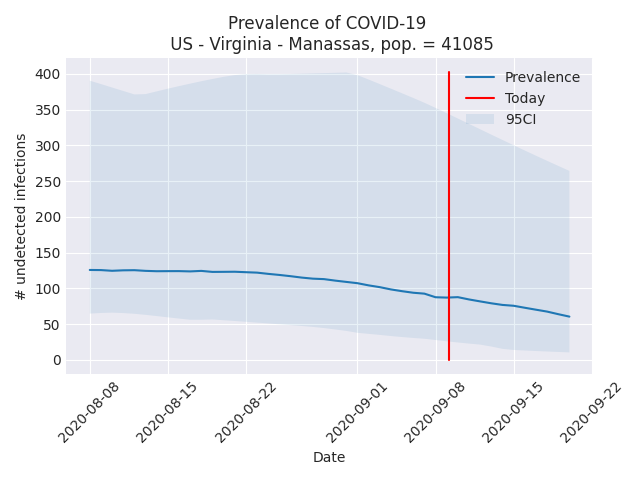 Prevalence of COVID-19
US - Virginia - Manassas, pop. = 41085
Prevalence
Today
95CI
# undetected infections
400
350
300
250
200
150
100
50
0
2020-08-08
2020-08-15
2020-08-22
2020-09-01
2020-09-08
2020-09-15
2020-09-22
Date